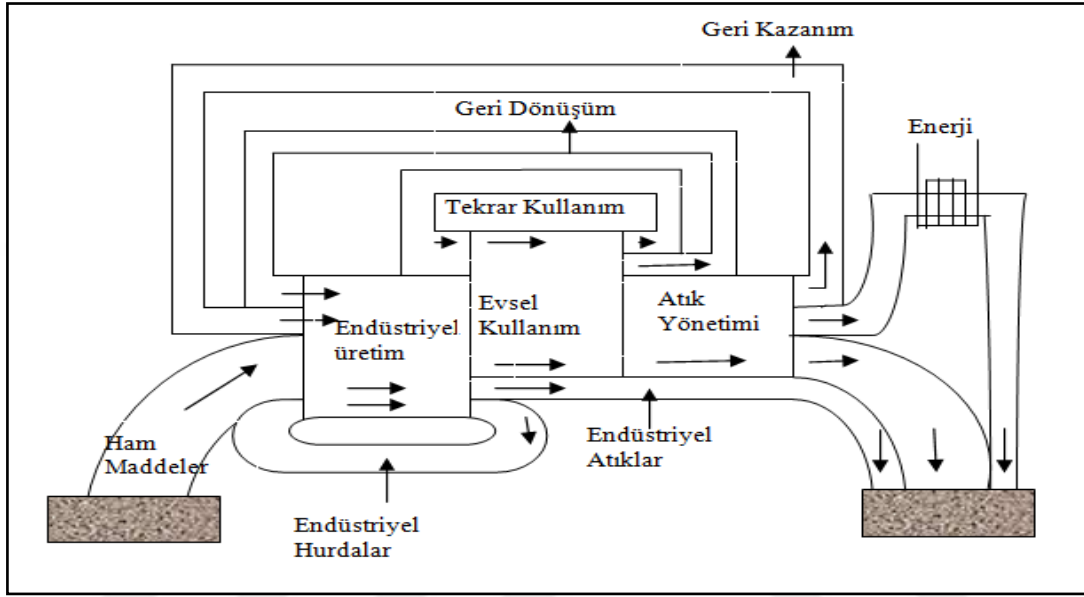 Geri Kazanım
Geri Dönüşüm
Enerji
Tekrar Kullanım
Evsel
Kullanım
Atık
Yönetimi
Endüstriyel
üretim
Ham
Maddeler
Endüstriyel
Atıklar
Endüstriyel
Hurdalar